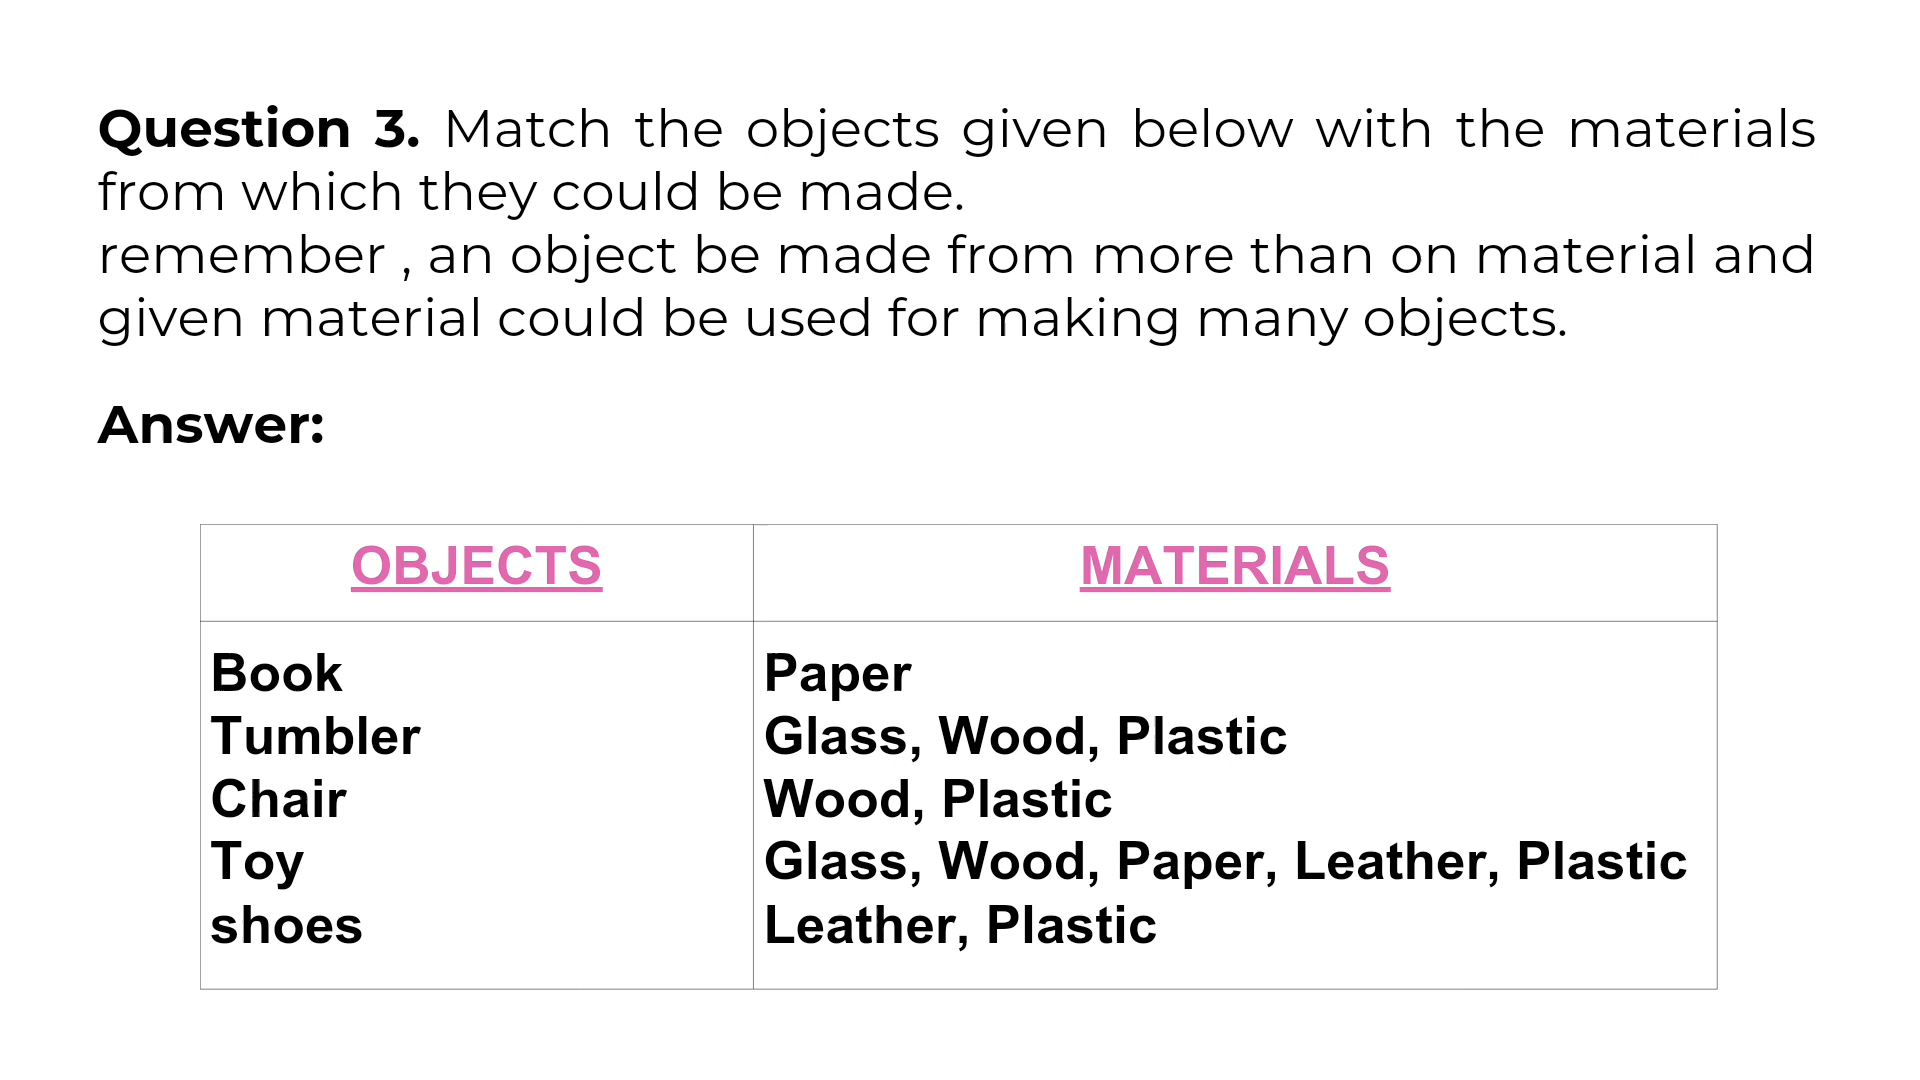 Question 3. Match the objects given below with the materials
from which they could be made.
remember , an object be made from more than on material and
given material could be used for making many objects.
Answer:
OBJECTS MATERIALS
Book Paper
Tumbler Glass, Wood, Plastic
Chair Wood, Plastic
Toy Glass, Wood, Paper, Leather, Plastic
shoes Leather, Plastic